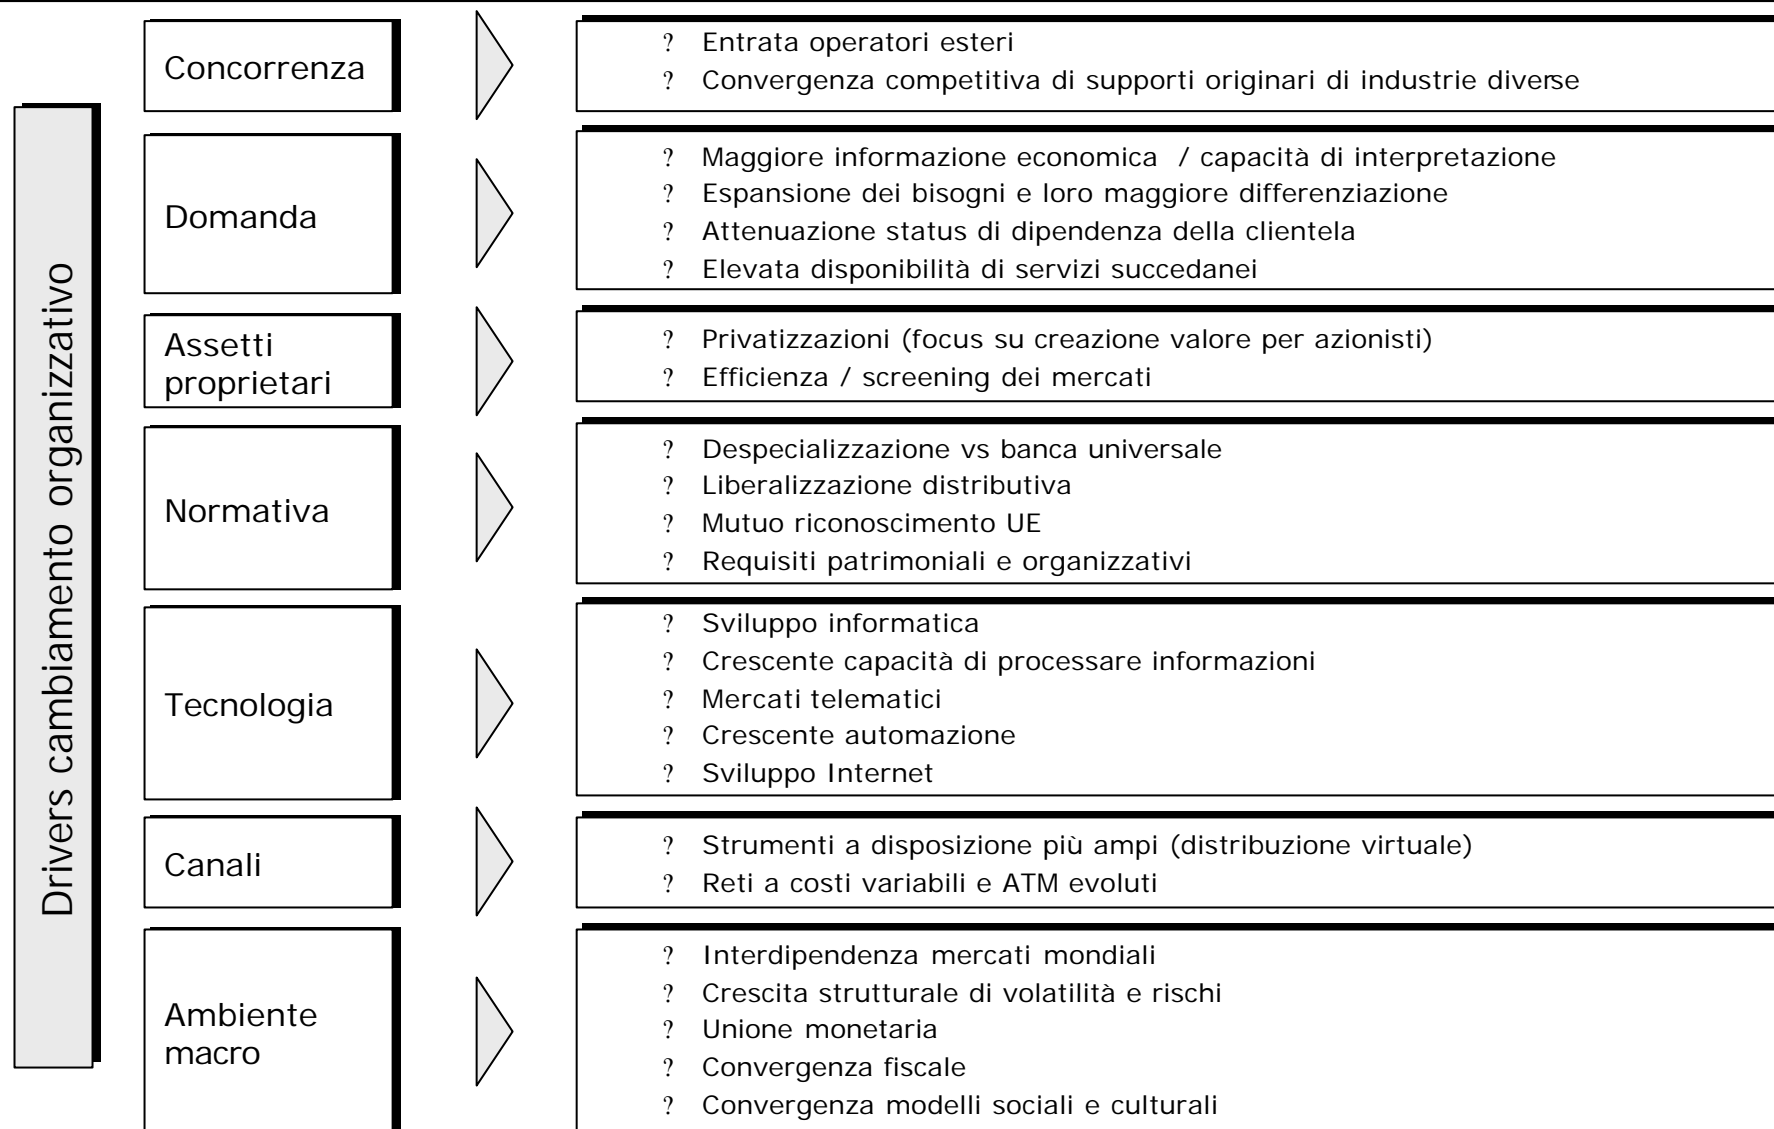 Drivers cambiamento organizzativo
Concorrenza
? Entrata operatori esteri
? Convergenza competitiva di supporti originari di industrie diverse
Domanda
? Maggiore informazione economica / capacità di interpretazione
? Espansione dei bisogni e loro maggiore differenziazione
? Attenuazione status di dipendenza della clientela
? Elevata disponibilità di servizi succedanei
Assetti
proprietari
? Privatizzazioni (focus su creazione valore per azionisti)
? Efficienza / screening dei mercati
Normativa
? Despecializzazione vs banca universale
? Liberalizzazione distributiva
? Mutuo riconoscimento UE
? Requisiti patrimoniali e organizzativi
Tecnologia
? Sviluppo informatica
? Crescente capacità di processare informazioni
? Mercati telematici
? Crescente automazione
? Sviluppo Internet
Canali
? Strumenti a disposizione più ampi (distribuzione virtuale)
? Reti a costi variabili e ATM evoluti
Ambiente
macro
? Interdipendenza mercati mondiali
? Crescita strutturale di volatilità e rischi
? Unione monetaria
? Convergenza fiscale
? Convergenza modelli sociali e culturali